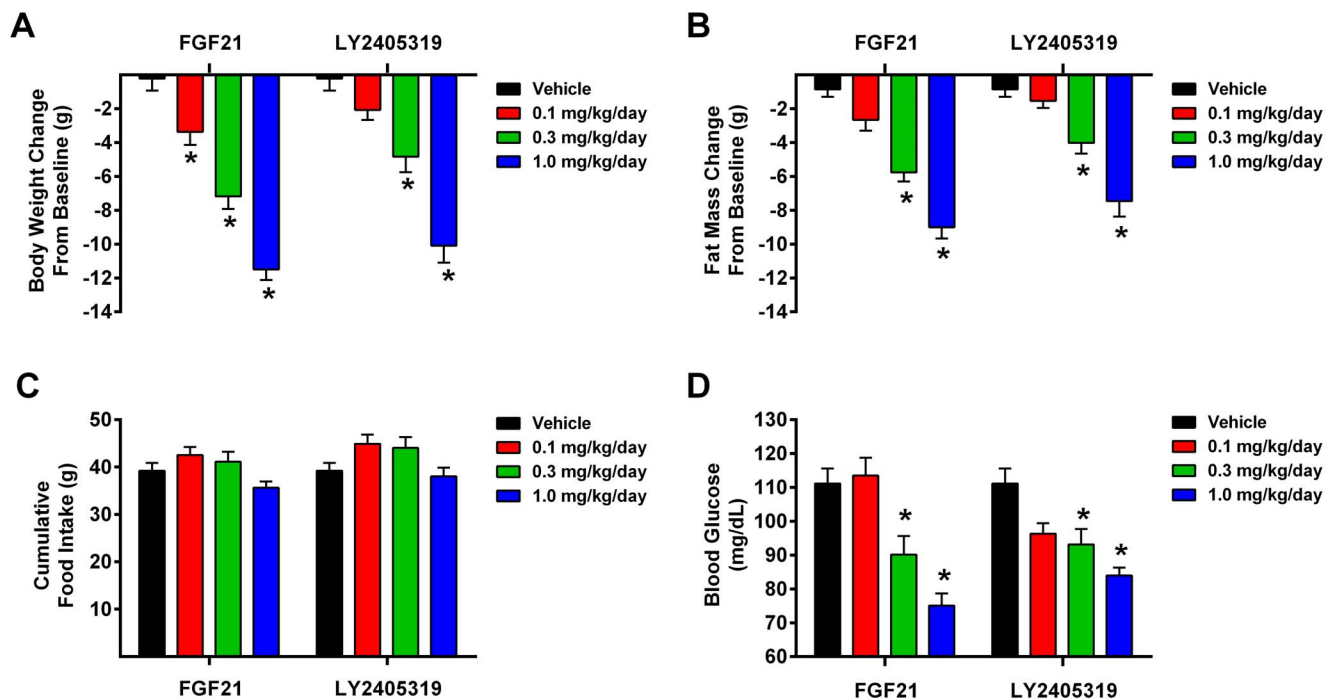 A
FGF21 LY2405319
-2
-4
-6
-8
-10
-12
-14
Body Weight Change
From Baseline (g)
*
*
*
*
*
Vehicle
0.1 mg/kg/day
0.3 mg/kg/day
1.0 mg/kg/day
B
FGF21 LY2405319
-2
-4
-6
-8
-10
-12
-14
Fat Mass Change
From Baseline (g)
*
*
*
*
Vehicle
0.1 mg/kg/day
0.3 mg/kg/day
1.0 mg/kg/day
C
50
40
30
20
10
Cumulative
Food Intake (g)
FGF21 LY2405319
Vehicle
0.1 mg/kg/day
0.3 mg/kg/day
1.0 mg/kg/day
D
130
120
110
100
90
80
70
60
Blood Glucose
(mg/dL)
*
*
*
*
FGF21 LY2405319
Vehicle
0.1 mg/kg/day
0.3 mg/kg/day
1.0 mg/kg/day